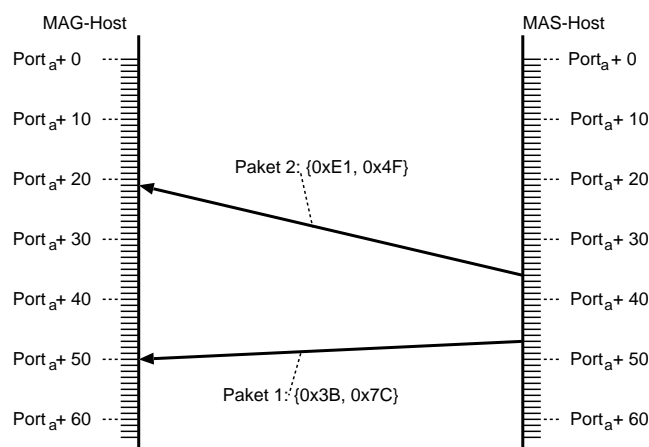 MAG-Host MAS-Host
Port a+ 0 Port a+ 0
Port a+ 10 Port a+ 10
Paket 2: {0xE1, 0x4F}
Port a+ 20 Port a+ 20
Port a+ 30 Port a+ 30
Port a+ 40 Port a+ 40
Port a+ 50 Port a+ 50
Paket 1: {0x3B, 0x7C}
Port a+ 60 Port a+ 60